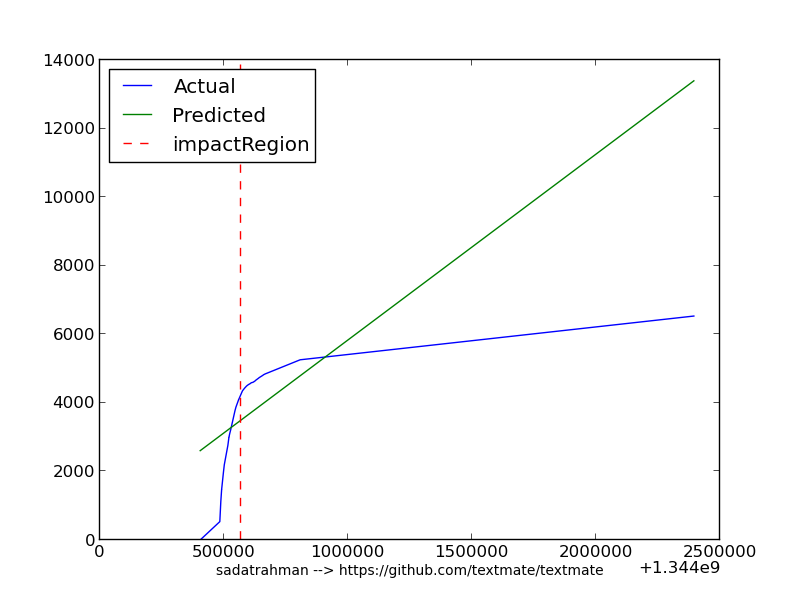 14000
12000
10000
8000
6000
4000
2000
0
Actual
Predicted
impactRegion
0 500000 1000000 1500000 2000000 2500000
+1.344e9
sadatrahman --> https://github.com/textmate/textmate